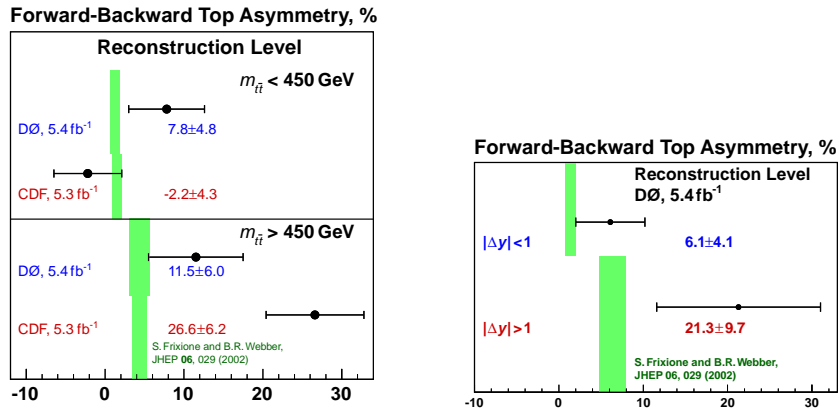 Forward-Backward Top Asymmetry, %
Reconstruction Level
m_{tt̄} < 450 GeV
DØ, 5.4 fb⁻¹ 7.8±4.8
CDF, 5.3 fb⁻¹ -2.2±4.3
m_{tt̄} > 450 GeV
DØ, 5.4 fb⁻¹ 11.5±6.0
CDF, 5.3 fb⁻¹ 26.6±6.2
S. Frixione and B.R. Webber,
JHEP 06, 029 (2002)
-10 0 10 20 30
Forward-Backward Top Asymmetry, %
Reconstruction Level
DØ, 5.4 fb⁻¹
|Δy|<1 6.1±4.1
|Δy|>1 21.3±9.7
S. Frixione and B.R. Webber,
JHEP 06, 029 (2002)
-10 0 10 20 30